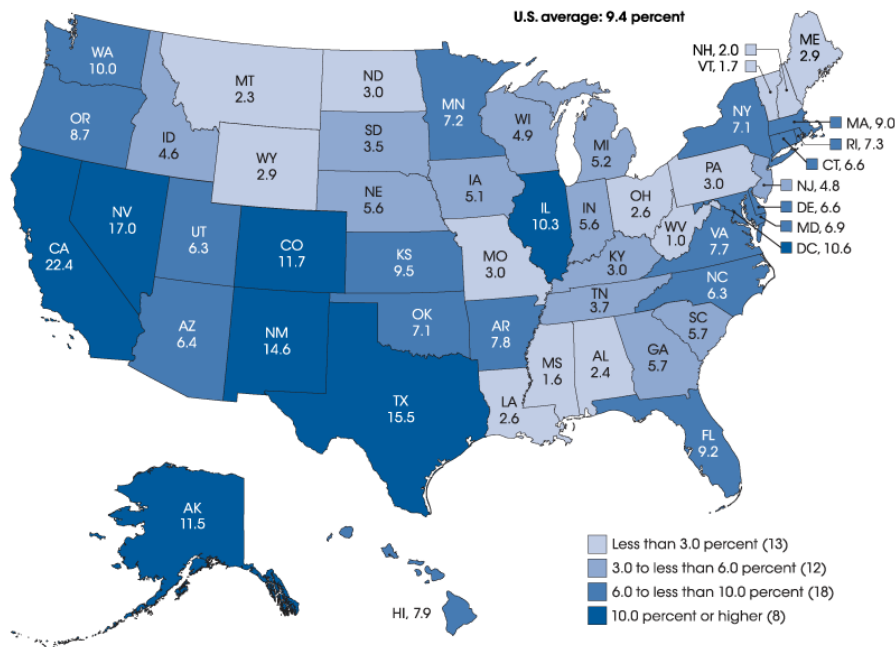 U.S. average: 9.4 percent
WA
10.0
OR
8.7
CA
22.4
NV
17.0
ID
4.6
MT
2.3
WY
2.9
UT
6.3
AZ
6.4
CO
11.7
NM
14.6
ND
3.0
SD
3.5
NE
5.6
KS
9.5
OK
7.1
TX
15.5
MN
7.2
IA
5.1
MO
3.0
AR
7.8
LA
2.6
WI
4.9
IL
10.3
MI
5.2
IN
5.6
OH
2.6
KY
3.0
TN
3.7
MS
1.6
AL
2.4
GA
5.7
FL
9.2
SC
5.7
NC
6.3
VA
7.7
WV
1.0
PA
3.0
NY
7.1
NH, 2.0
VT, 1.7
ME
2.9
MA, 9.0
RI, 7.3
CT, 6.6
NJ, 4.8
DE, 6.6
MD, 6.9
DC, 10.6
AK
11.5
HI, 7.9
Less than 3.0 percent (13)
3.0 to less than 6.0 percent (12)
6.0 to less than 10.0 percent (18)
10.0 percent or higher (8)